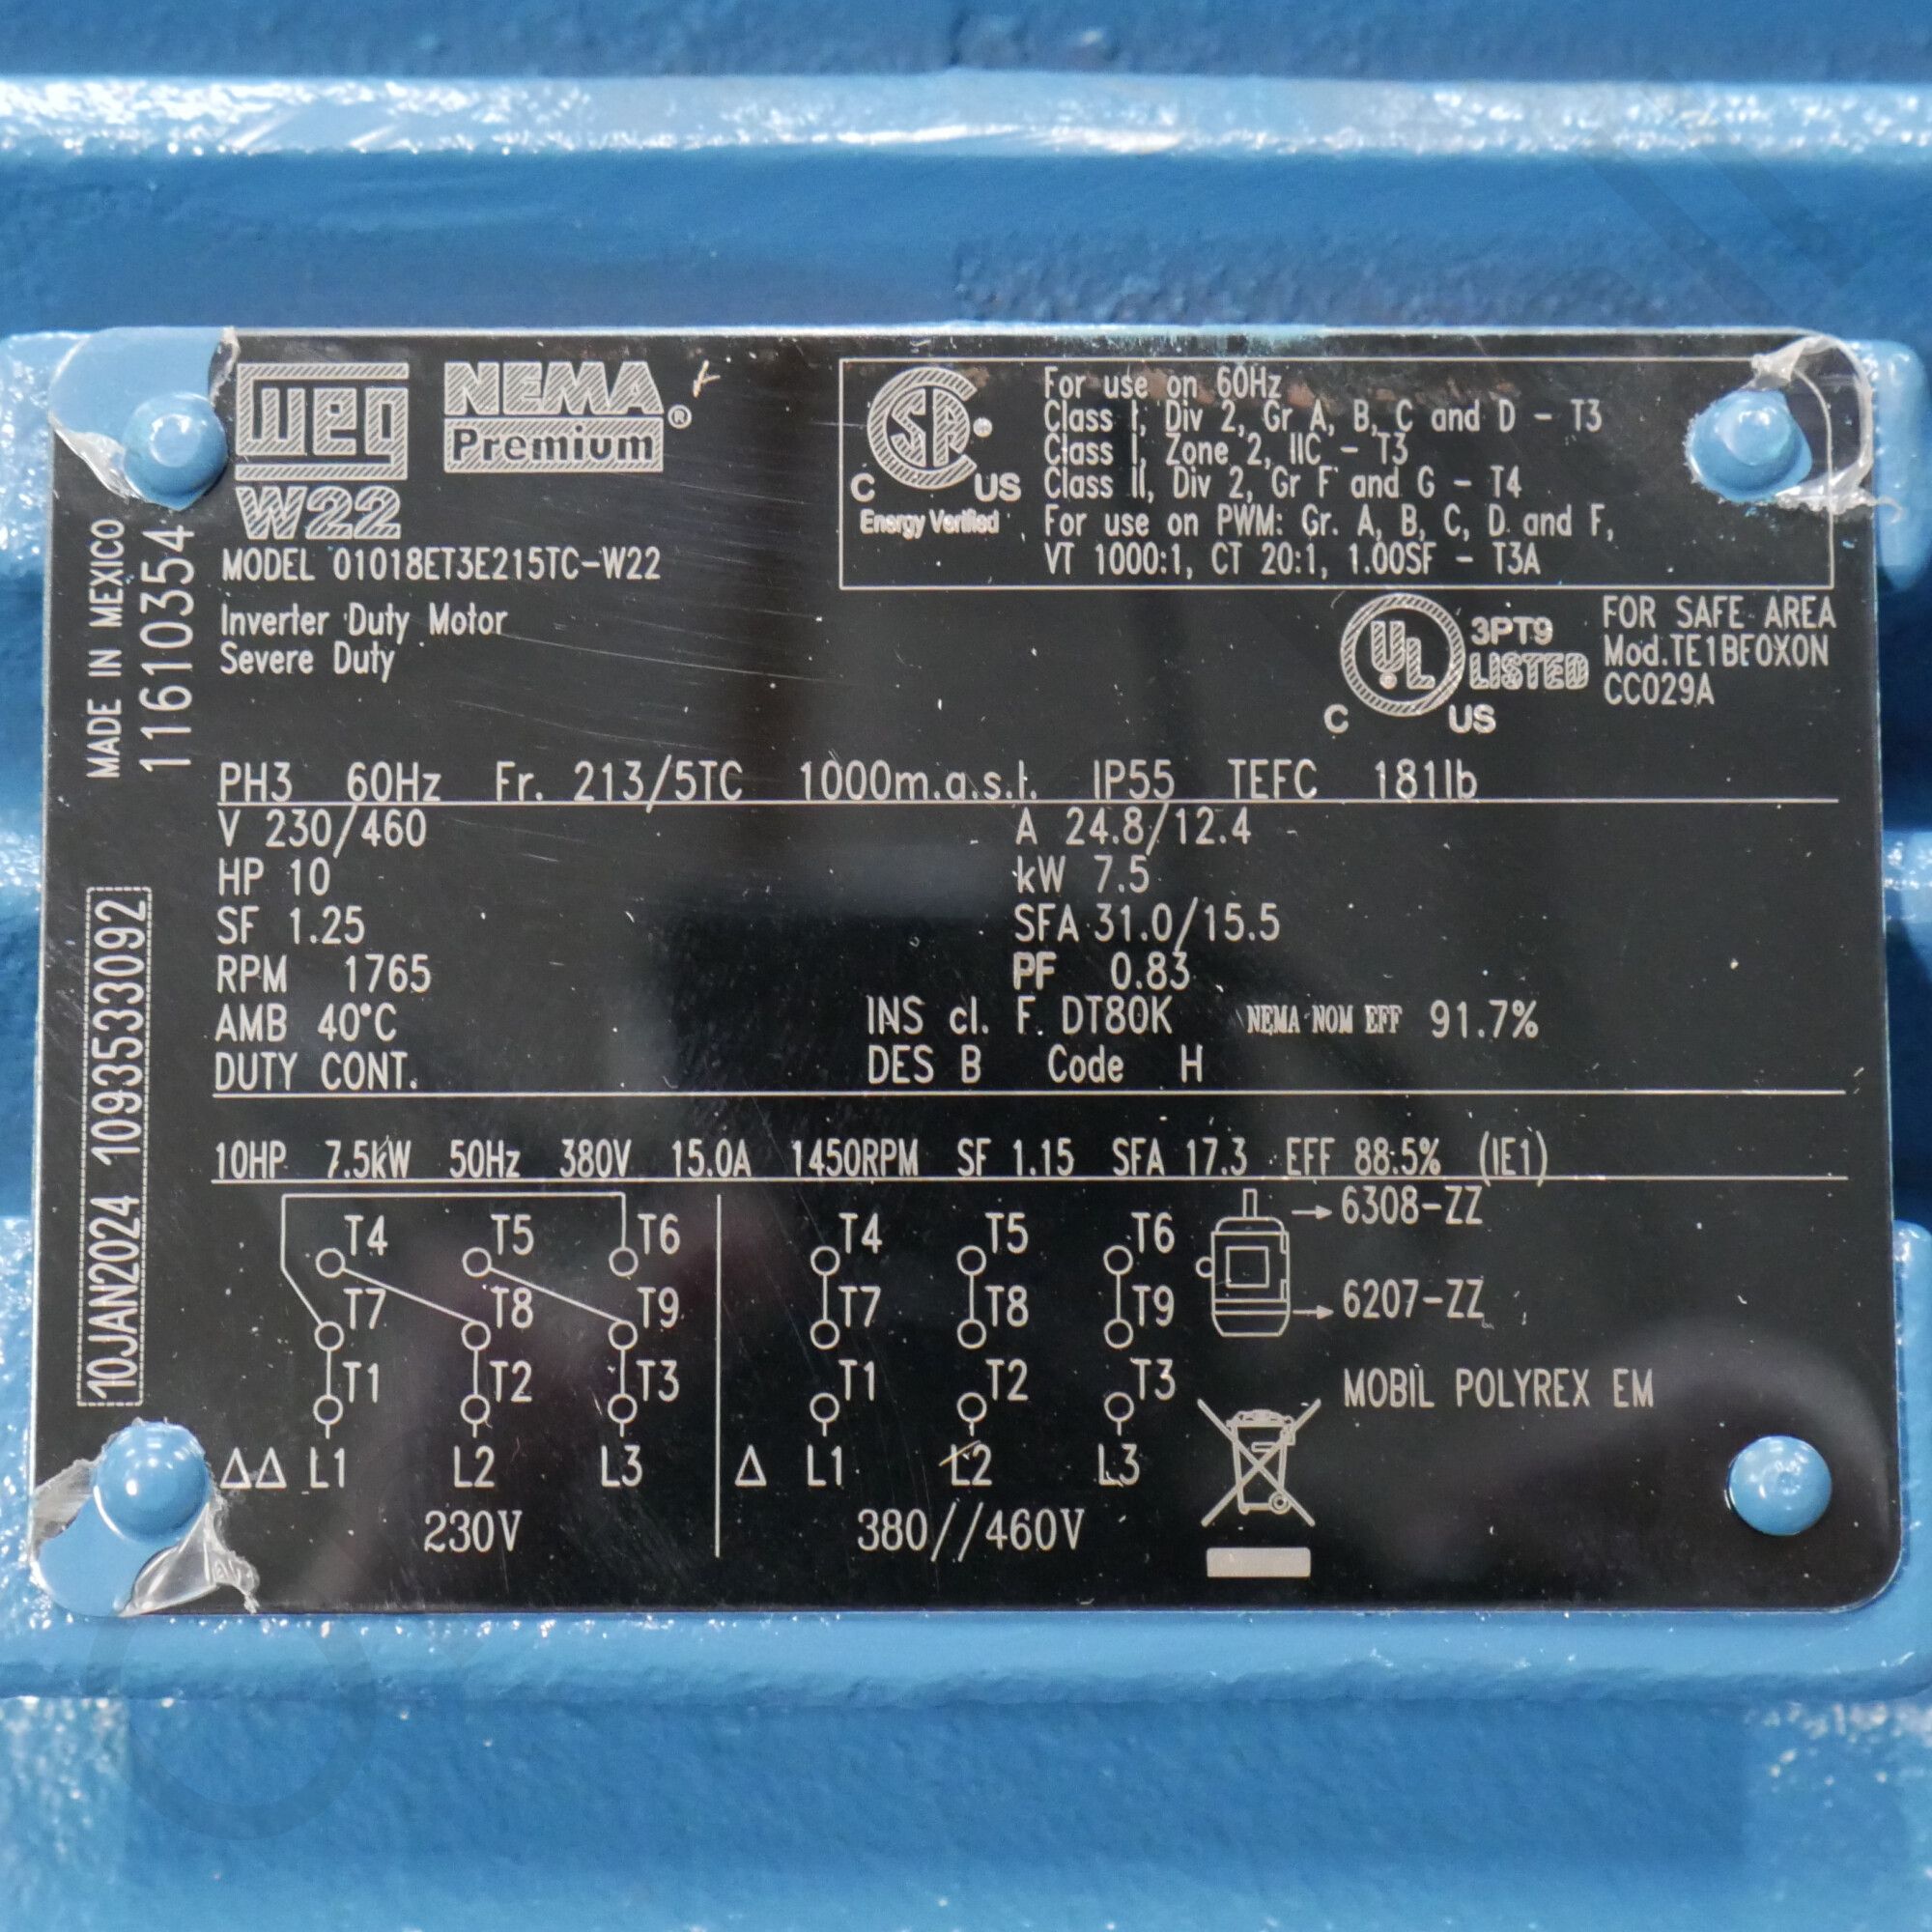 WEG
NEMA
Premium®
W22
MODEL 01018ET3E215TC-W22
Inverter Duty Motor
Severe Duty
MADE IN MEXICO
11610354
10JAN2024 1093533092
CSA
C US
Energy Verified
For use on 60Hz
Class I, Div 2, Gr A, B, C and D - T3
Class I, Zone 2, IIC - T3
Class II, Div 2, Gr F and G - T4
For use on PWM: Gr. A, B, C, D and F,
VT 1000:1, CT 20:1, 1.00SF - T3A
UL
C US
3PT9
LISTED
FOR SAFE AREA
Mod.TE1BF0X0N
CC029A
PH3 60Hz Fr. 213/5TC 1000m.a.s.l. IP55 TEFC 181lb
V 230/460 A 24.8/12.4
HP 10 kW 7.5
SF 1.25 SFA 31.0/15.5
RPM 1765 PF 0.83
AMB 40°C INS cl. F DT80K NEMA NOM EFF 91.7%
DUTY CONT. DES B Code H
10HP 7.5kW 50Hz 380V 15.0A 1450RPM SF 1.15 SFA 17.3 EFF 88.5% (IE1)
T4 T5 T6
T7 T8 T9
T1 T2 T3
ΔΔ L1 L2 L3
230V
T4 T5 T6
T7 T8 T9
T1 T2 T3
Δ L1 L2 L3
380//460V
6308-ZZ
6207-ZZ
MOBIL POLYREX EM